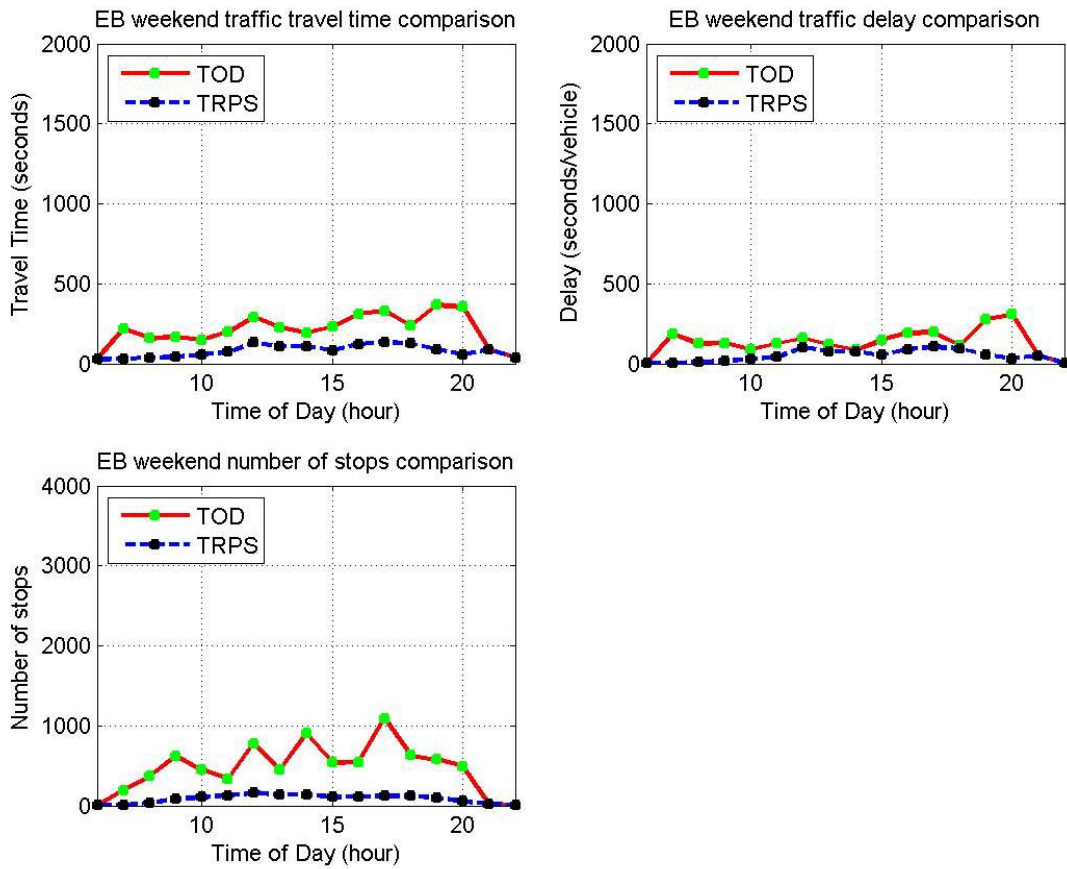 EB weekend traffic travel time comparison
2000
1500
1000
500
0
Travel Time (seconds)
TOD
TRPS
10
15
20
Time of Day (hour)
EB weekend traffic delay comparison
2000
1500
1000
500
0
Delay (seconds/vehicle)
TOD
TRPS
10
15
20
Time of Day (hour)
EB weekend number of stops comparison
4000
3000
2000
1000
0
Number of stops
TOD
TRPS
10
15
20
Time of Day (hour)